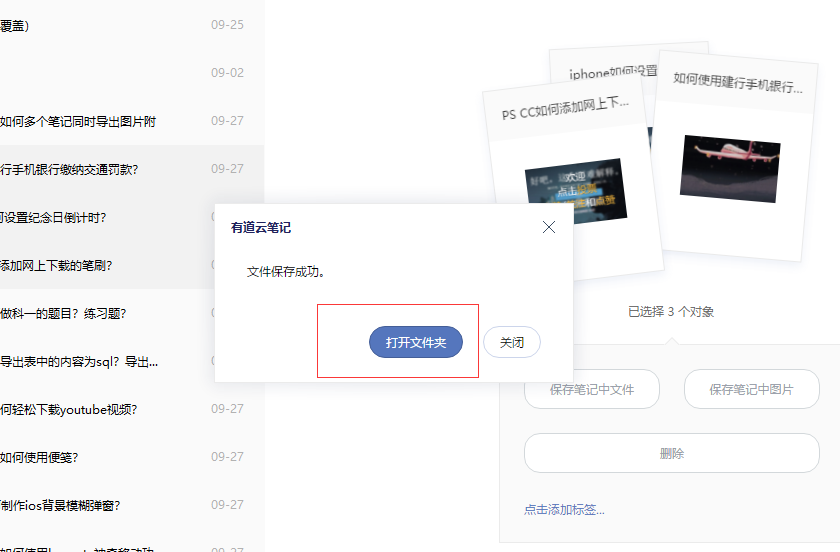 覆盖）
09-25
09-02
如何多个笔记同时导出图片附
09-27
行手机银行缴纳交通罚款？
09-27
设置纪念日倒计时？
添加网上下载的笔刷？
做科一的题目？练习题？
导出表中的内容为sql？导出...
何轻松下载youtube视频？
09-27
如何使用便笺？
09-27
制作ios背景模糊弹窗？
09-27
09-27
iphone如何设置
如何使用建行手机银行...
PS CC如何添加网上下...
欢迎
点击投票
和点赞
已选择 3 个对象
有道云笔记
文件保存成功。
打开文件夹
关闭
保存笔记中文件
保存笔记中图片
删除
点击添加标签...